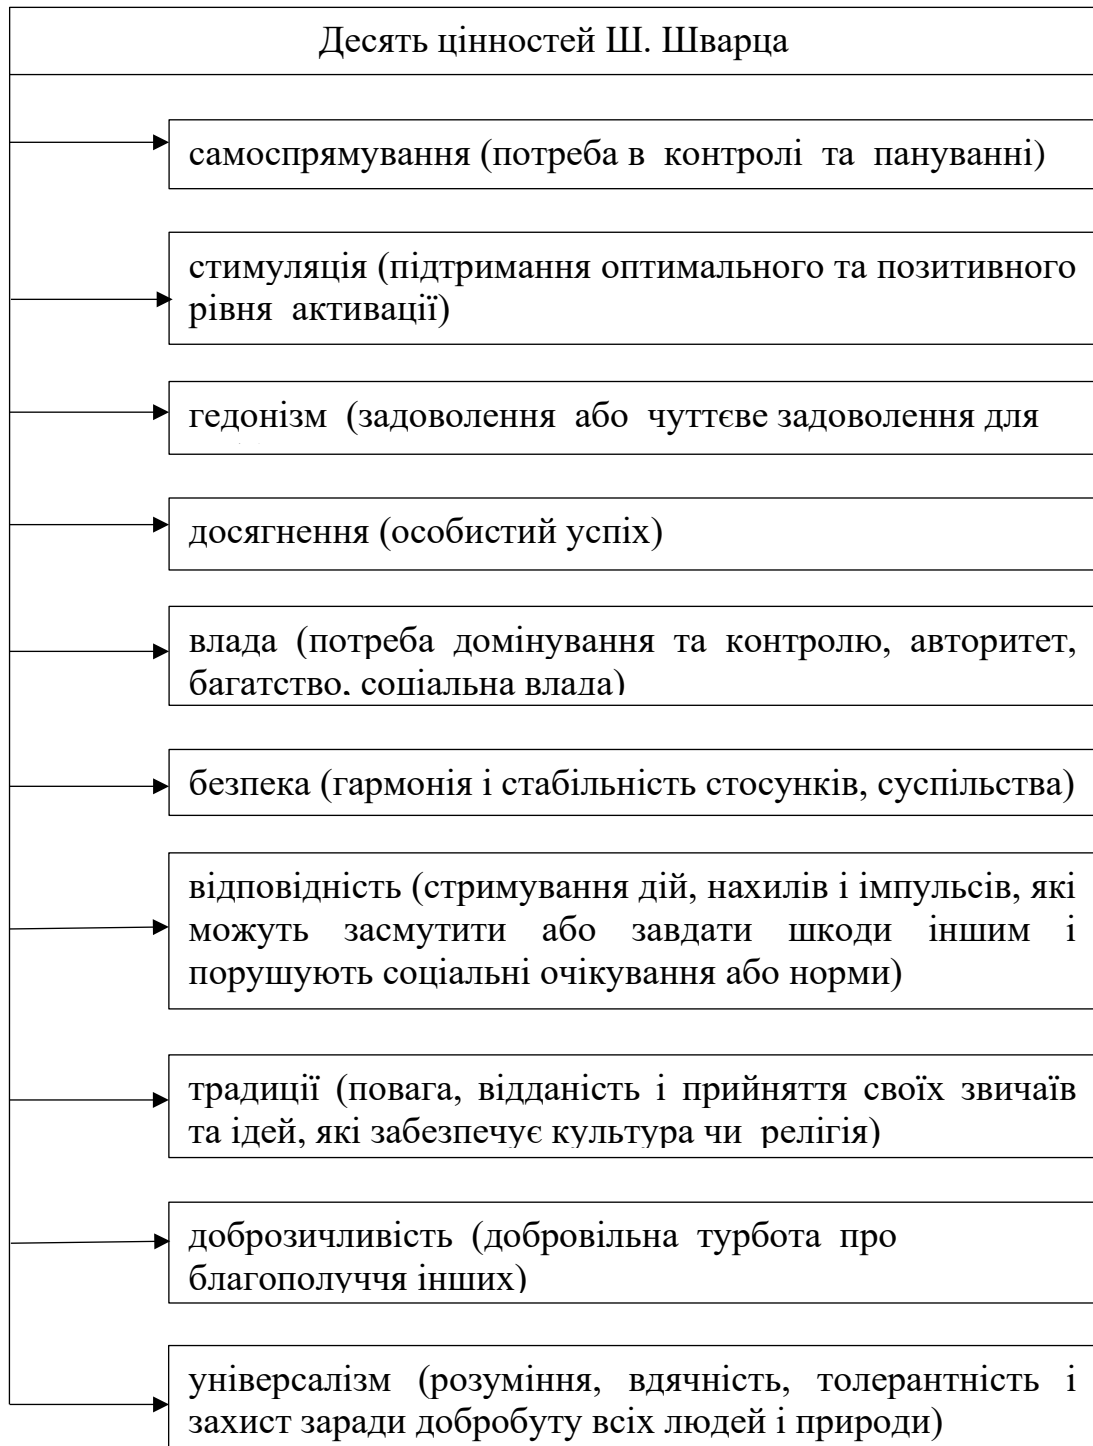 Десять цінностей Ш. Шварца
самоспрямування (потреба в контролі та пануванні)
стимуляція (підтримання оптимального та позитивного
рівня активації)
гедонізм (задоволення або чуттєве задоволення для
досягнення (особистий успіх)
влада (потреба домінування та контролю, авторитет,
багатство, соціальна влада)
безпека (гармонія і стабільність стосунків, суспільства)
відповідність (стримування дій, нахилів і імпульсів, які
можуть засмутити або завдати шкоди іншим і
порушують соціальні очікування або норми)
традиції (повага, відданість і прийняття своїх звичаїв
та ідей, які забезпечує культура чи релігія)
доброзичливість (добровільна турбота про
благополуччя інших)
універсалізм (розуміння, вдячність, толерантність і
захист заради добробуту всіх людей і природи)